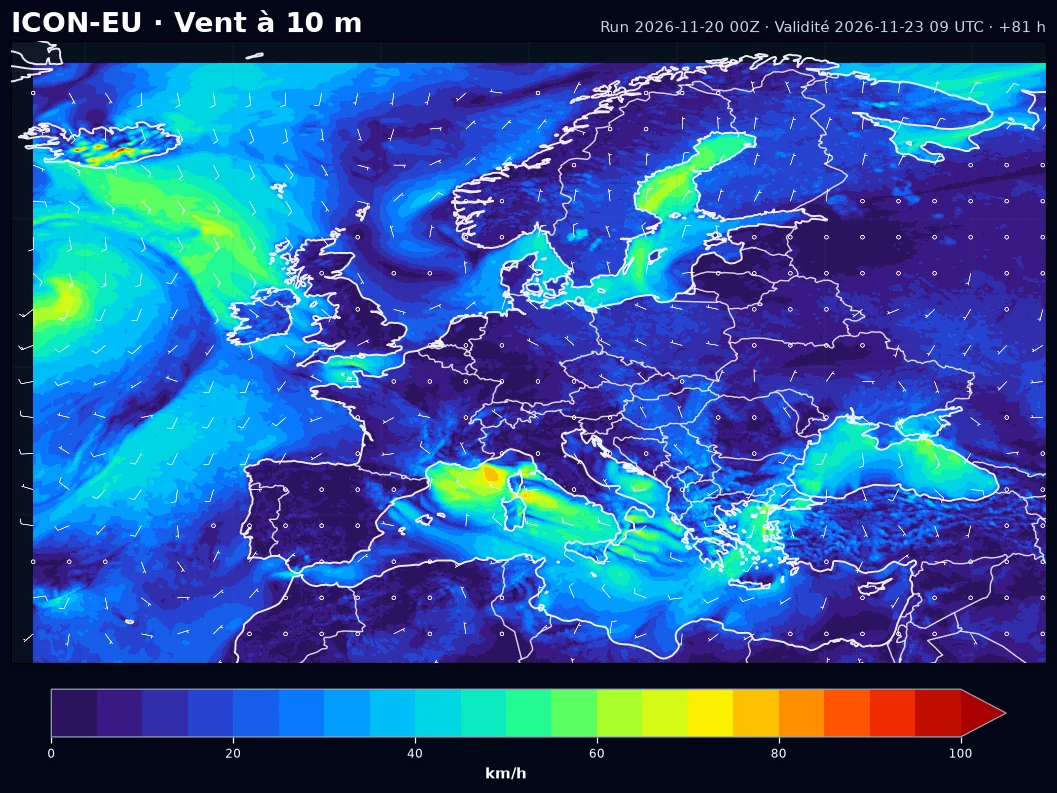 ICON-EU · Vent à 10 m
Run 2026-11-20 00Z · Validité 2026-11-23 09 UTC · +81 h
0 20 40 60 80 100
km/h